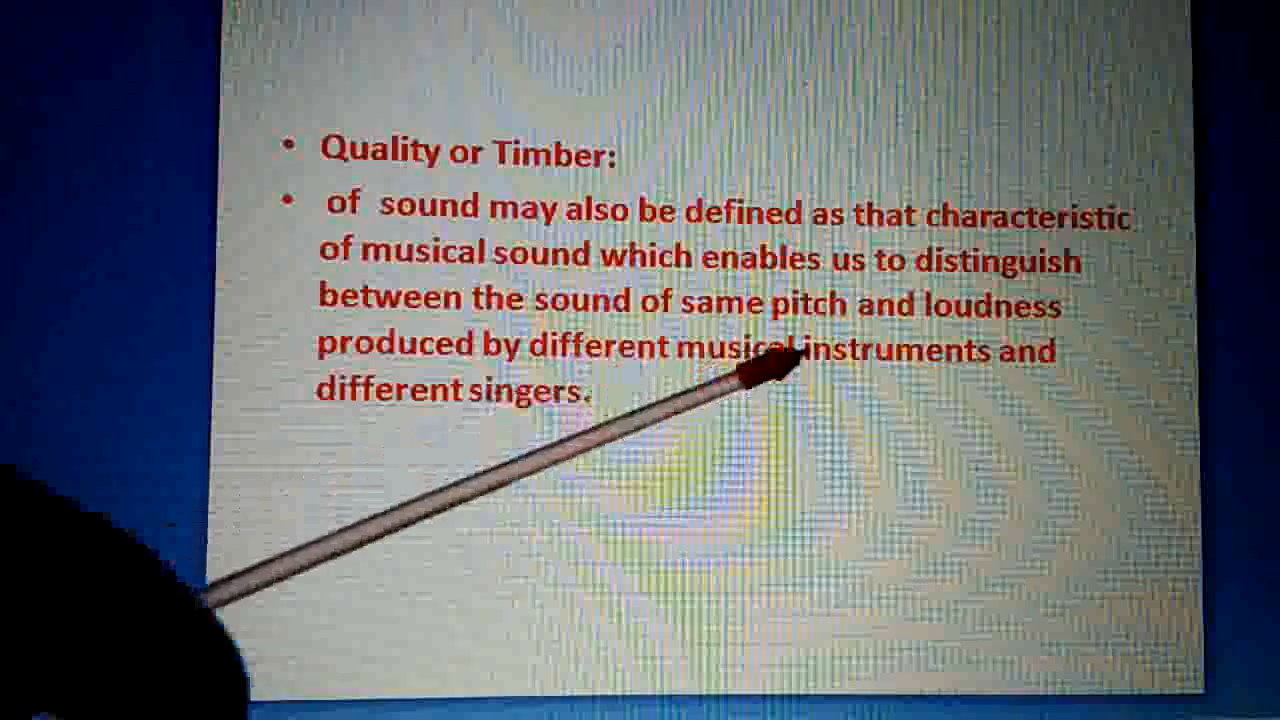 • Quality or Timber:
• of sound may also be defined as that characteristic
of musical sound which enables us to distinguish
between the sound of same pitch and loudness
produced by different musical instruments and
different singers.